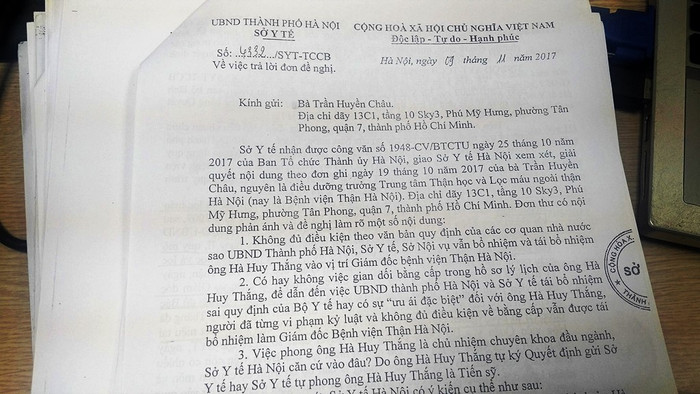 UBND THÀNH PHỐ HÀ NỘI
SỞ Y TẾ
CỘNG HOÀ XÃ HỘI CHỦ NGHĨA VIỆT NAM
Độc lập - Tự do - Hạnh phúc
Số: 4332/SYT-TCCB
Về việc trả lời đơn đề nghị.
Hà Nội, ngày 09 tháng 11 năm 2017
Kính gửi: Bà Trần Huyền Châu.
Địa chỉ dãy 13C1, tầng 10 Sky3, Phú Mỹ Hưng, phường Tân
Phong, quận 7, thành phố Hồ Chí Minh.
Sở Y tế nhận được công văn số 1948-CV/BTCTU ngày 25 tháng 10 năm
2017 của Ban Tổ chức Thành ủy Hà Nội, giao Sở Y tế Hà Nội xem xét, giải
quyết nội dung theo đơn ghi ngày 19 tháng 10 năm 2017 của bà Trần Huyền
Châu, nguyên là điều dưỡng trưởng Trung tâm Thận học và Lọc máu ngoài thận
Hà Nội (nay là Bệnh viện Thận Hà Nội). Địa chỉ dãy 13C1, tầng 10 Sky3, Phú
Mỹ Hưng, phường Tân Phong, quận 7, thành phố Hồ Chí Minh. Đơn thư có nội
dung phản ánh và đề nghị làm rõ một số nội dung:
1. Không đủ điều kiện theo văn bản quy định của các cơ quan nhà nước
sao UBND Thành phố Hà Nội, Sở Y tế, Sở Nội vụ vẫn bổ nhiệm và tái bổ nhiệm
ông Hà Huy Thắng vào vị trí Giám đốc bệnh viện Thận Hà Nội.
2. Có hay không việc gian dối bằng cấp trong hồ sơ lý lịch của ông Hà
Huy Thắng, để dẫn đến việc UBND thành phố Hà Nội và Sở Y tế tái bổ nhiệm
sai quy định của Bộ Y tế hay có sự "ưu ái đặc biệt" đối với ông Hà Huy Thắng,
người đã từng vi phạm kỷ luật và không đủ điều kiện về bằng cấp vẫn được tái
bổ nhiệm làm Giám đốc Bệnh viện Thận Hà Nội.
3. Việc phong ông Hà Huy Thắng là chủ nhiệm chuyên khoa đầu ngành,
Sở Y tế Hà Nội căn cứ vào đâu? Do ông Hà Huy Thắng tự ký Quyết định gửi Sở
Y tế hay Sở Y tế tự phong ông Hà Huy Thắng là Tiến sỹ.
Sở Y tế Hà Nội có ý kiến cụ thể như sau:
CỘNG HÒA X
SỞ
THÀNH